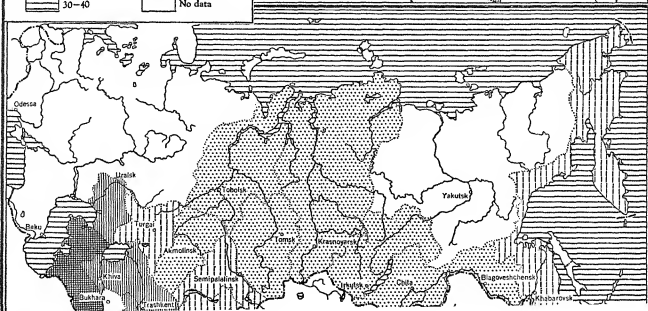 30–40
No data
Odessa
Uralsk
Tobolsk
Yakutsk
Baku
Turgai
Akmolinsk
Tomsk
Krasnoyarsk
Khiva
Semipalatinsk
Irkutsk
Chita
Blagoveshchensk
Bukhara
Trashkent
Khabarovsk